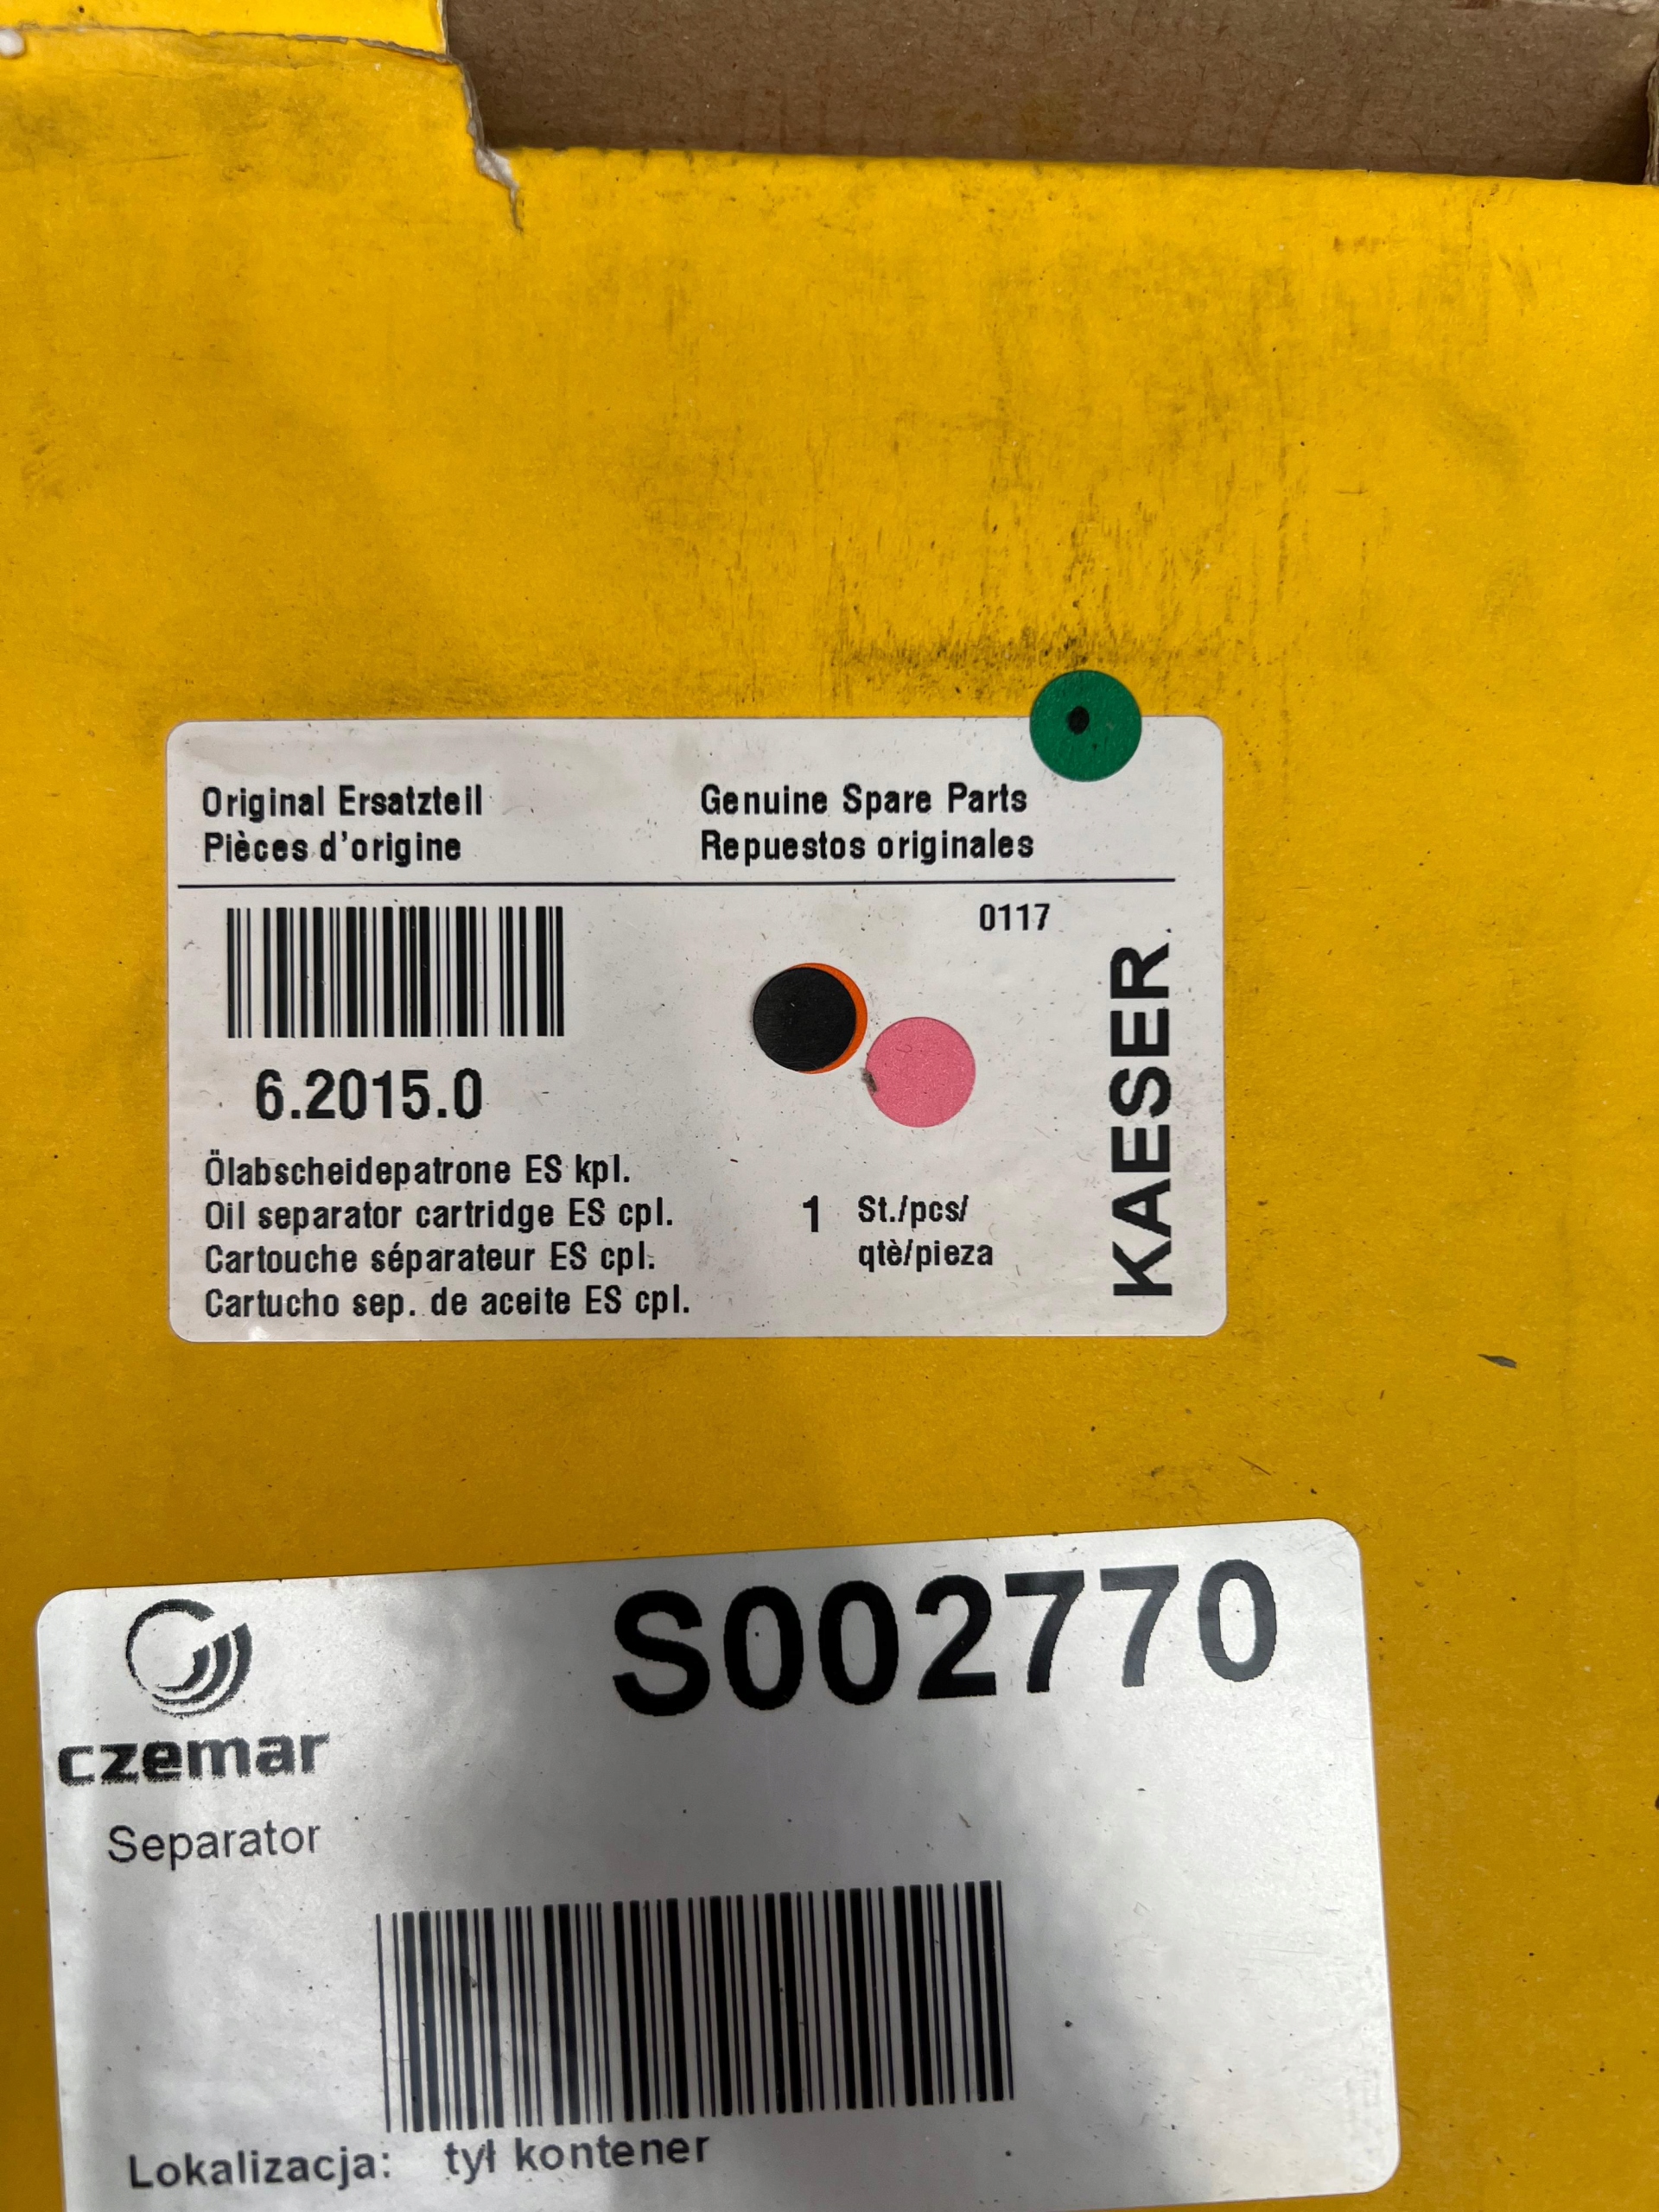 Original Ersatzteil
Pièces d'origine
Genuine Spare Parts
Repuestos originales
0117
6.2015.0
Ölabscheidepatrone ES kpl.
Oil separator cartridge ES cpl.
Cartouche séparateur ES cpl.
Cartucho sep. de aceite ES cpl.
1 St./pcs/
qtè/pieza
KAESER
S002770
czemar
Separator
Lokalizacja: tył kontener